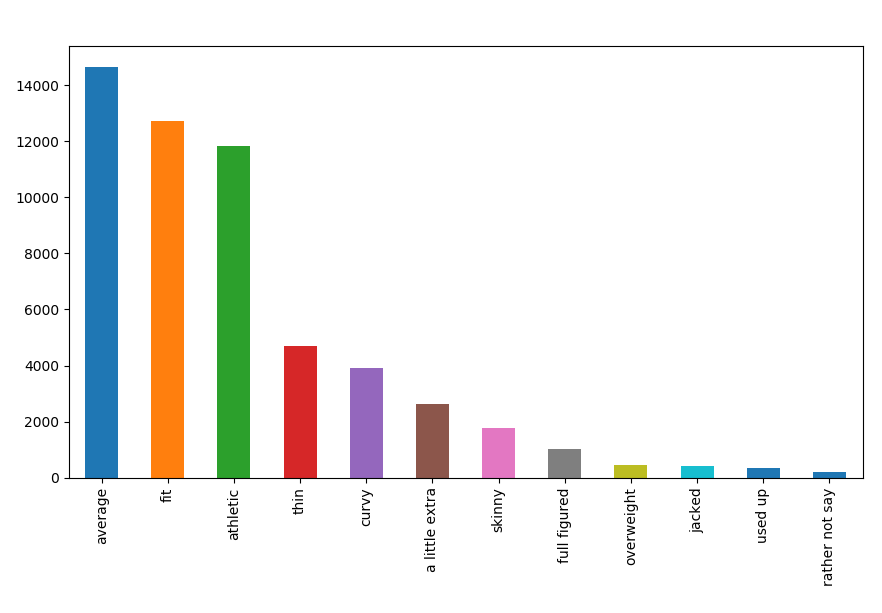 14000
12000
10000
8000
6000
4000
2000
0
average
fit
athletic
thin
curvy
a little extra
skinny
full figured
overweight
jacked
used up
rather not say